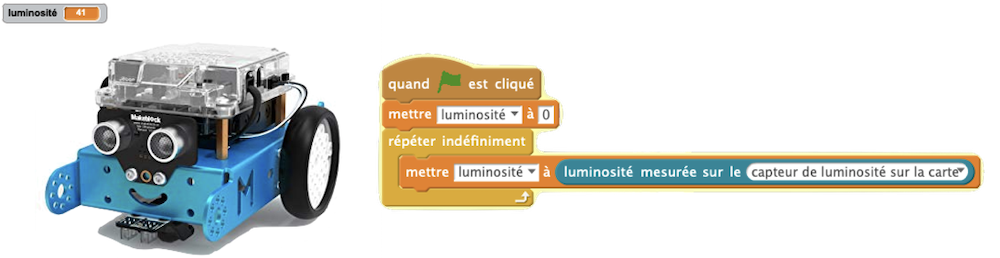 luminosité 41
Makeblock
quand est cliqué
mettre luminosité à 0
répéter indéfiniment
mettre luminosité à luminosité mesurée sur le capteur de luminosité sur la carte